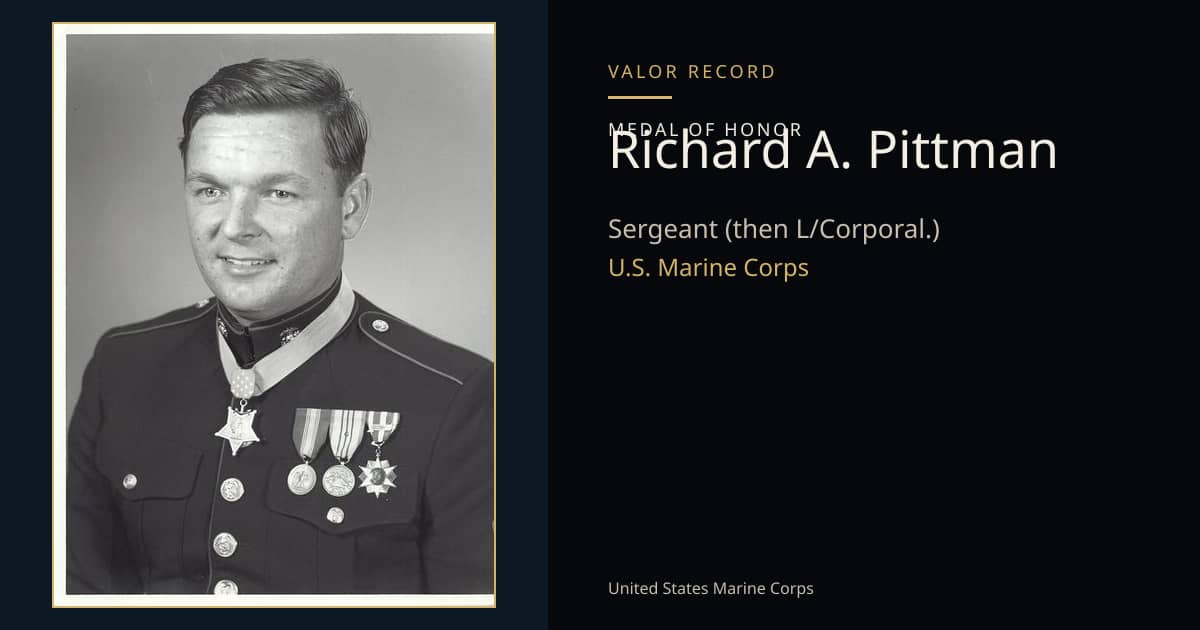 VALOR RECORD
MEDAL OF HONOR
Richard A. Pittman
Sergeant (then L/Corporal.)
U.S. Marine Corps
United States Marine Corps